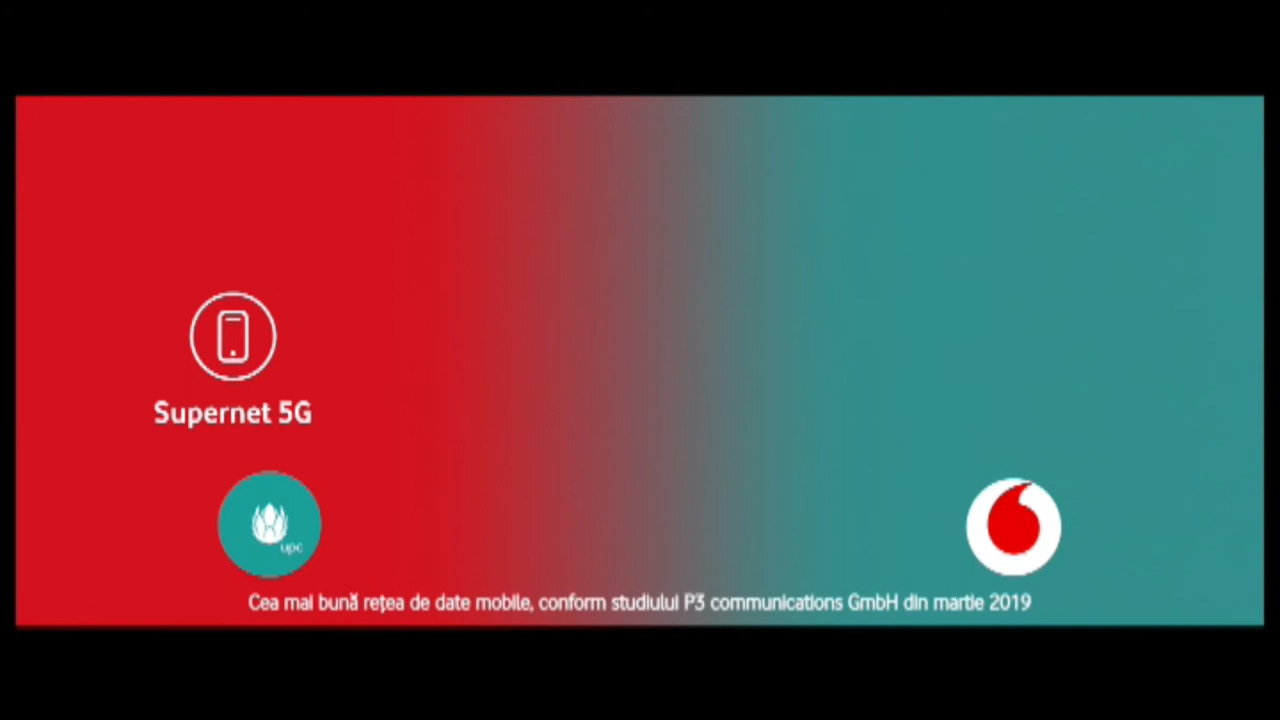 Supernet 5G
upc
Cea mai bună rețea de date mobile, conform studiului P3 communications GmbH din martie 2019